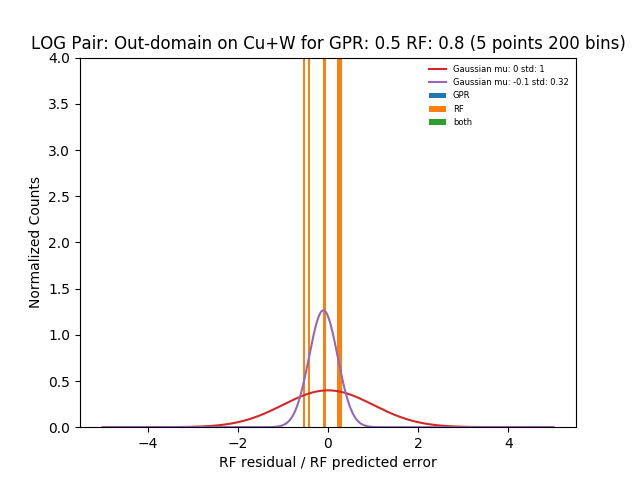 LOG Pair: Out-domain on Cu+W for GPR: 0.5 RF: 0.8 (5 points 200 bins)
4.0
3.5
3.0
2.5
2.0
1.5
1.0
0.5
0.0
Normalized Counts
Gaussian mu: 0 std: 1
Gaussian mu: -0.1 std: 0.32
GPR
RF
both
−4 −2 0 2 4
RF residual / RF predicted error